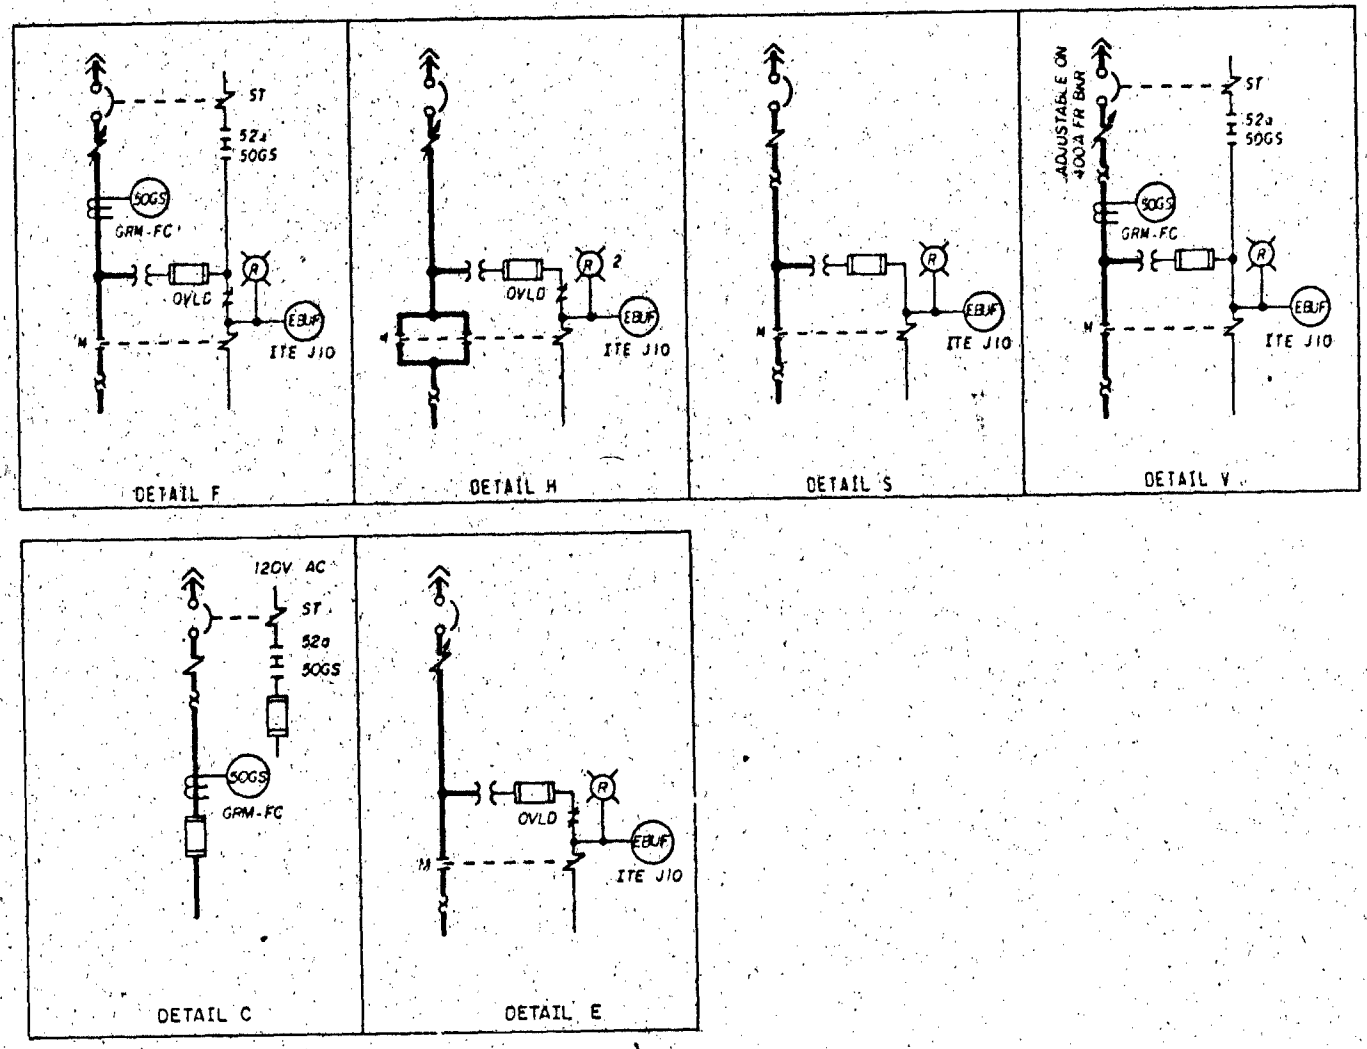 ST
52a
50GS
50GS
GRM-FC
R
OVLD
EBUF
M
ITE J10
DETAIL F
R
2
OVLD
EBUF
ITE J10
DETAIL H
R
M
EBUF
ITE J10
DETAIL S
ADJUSTABLE ON
400A FR BKR
ST
52a
50GS
50GS
GRM-FC
R
EBUF
M
ITE J10
DETAIL V
120V AC
ST
52a
50GS
50GS
GRM-FC
DETAIL C
R
OVLD
EBUF
M
ITE J10
DETAIL E